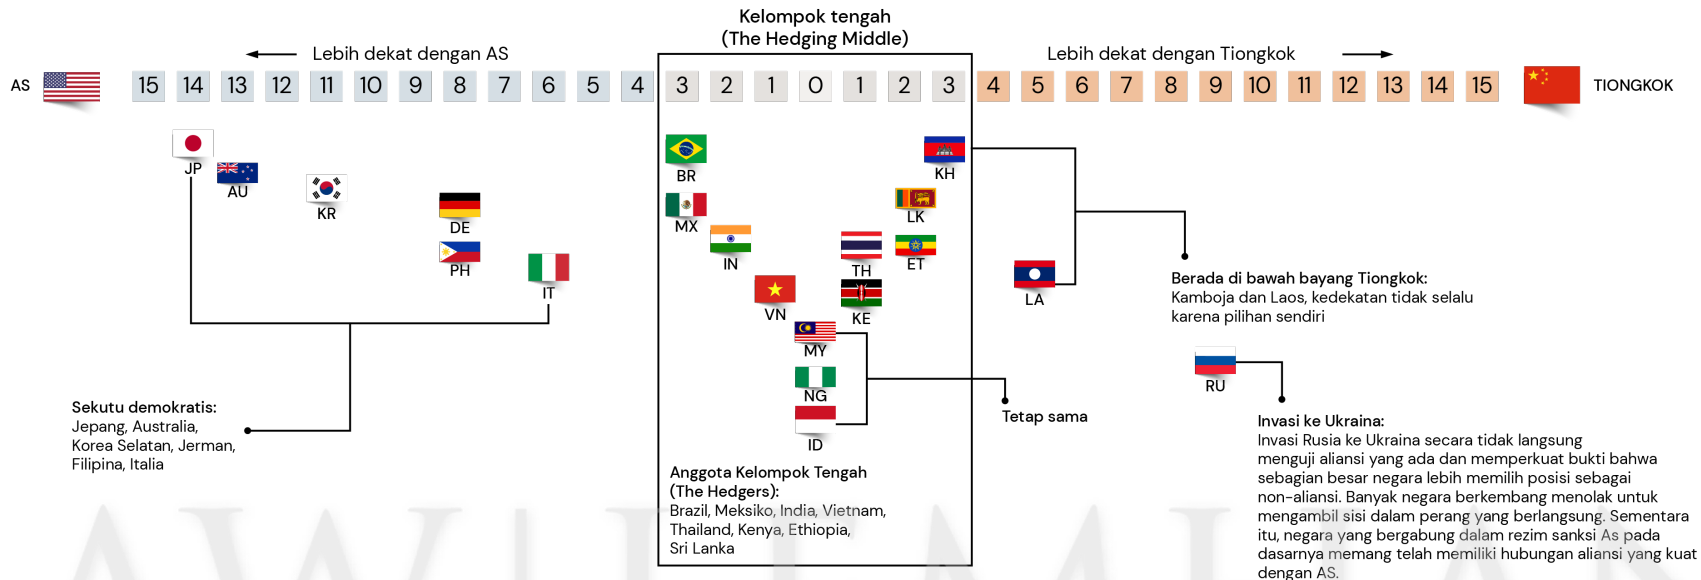 Kelompok tengah
(The Hedging Middle)
Lebih dekat dengan AS
Lebih dekat dengan Tiongkok
AS
15 14 13 12 11 10 9 8 7 6 5 4 3 2 1 0 1 2 3 4 5 6 7 8 9 10 11 12 13 14 15
TIONGKOK
JP
AU
KR
DE
PH
IT
BR
MX
IN
VN
MY
NG
ID
TH
KE
KH
LK
ET
LA
RU
Sekutu demokratis:
Jepang, Australia,
Korea Selatan, Jerman,
Filipina, Italia
Anggota Kelompok Tengah
(The Hedgers):
Brazil, Meksiko, India, Vietnam,
Thailand, Kenya, Ethiopia,
Sri Lanka
Tetap sama
Berada di bawah bayang Tiongkok:
Kamboja dan Laos, kedekatan tidak selalu
karena pilihan sendiri
Invasi ke Ukraina:
Invasi Rusia ke Ukraina secara tidak langsung
menguji aliansi yang ada dan memperkuat bukti bahwa
sebagian besar negara lebih memilih posisi sebagai
non-aliansi. Banyak negara berkembang menolak untuk
mengambil sisi dalam perang yang berlangsung. Sementara
itu, negara yang bergabung dalam rezim sanksi As pada
dasarnya memang telah memiliki hubungan aliansi yang kuat
dengan AS.